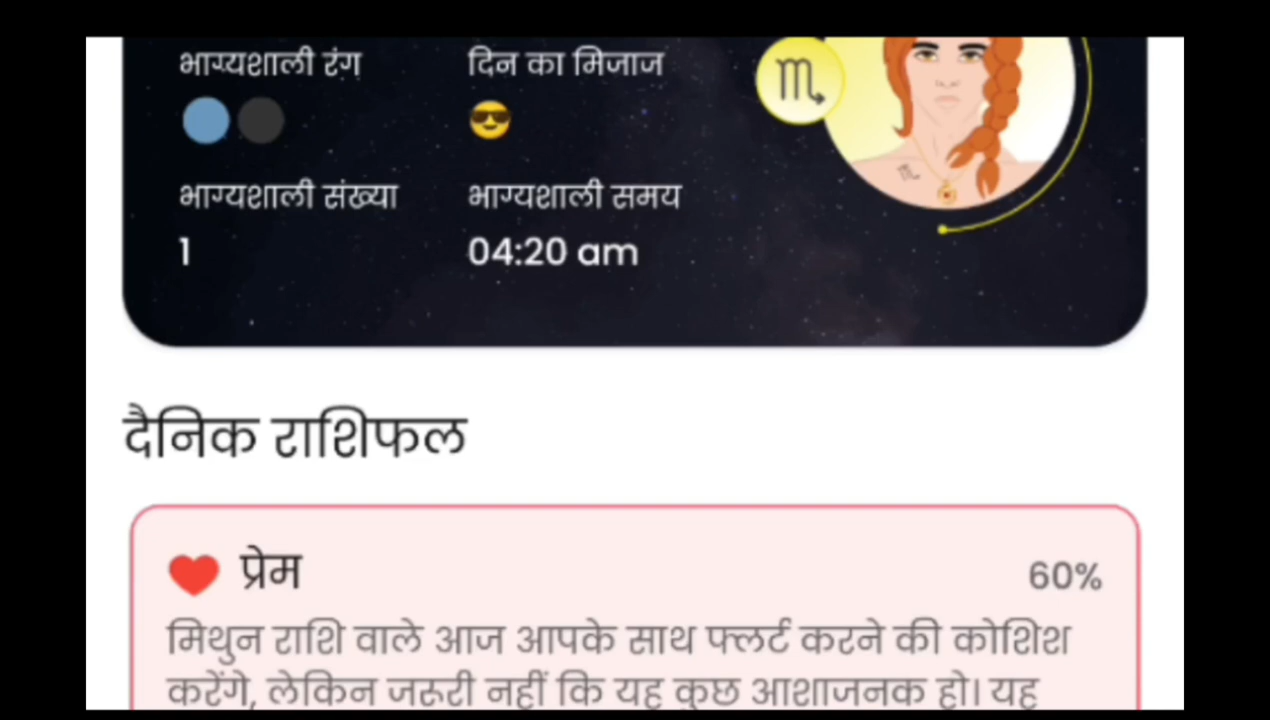 भाग्यशाली रंग दिन का मिजाज
भाग्यशाली संख्या भाग्यशाली समय
1 04:20 am
दैनिक राशिफल
प्रेम 60%
मिथुन राशि वाले आज आपके साथ फ्लर्ट करने की कोशिश
करेंगे, लेकिन जरूरी नहीं कि यह कुछ आशाजनक हो। यह